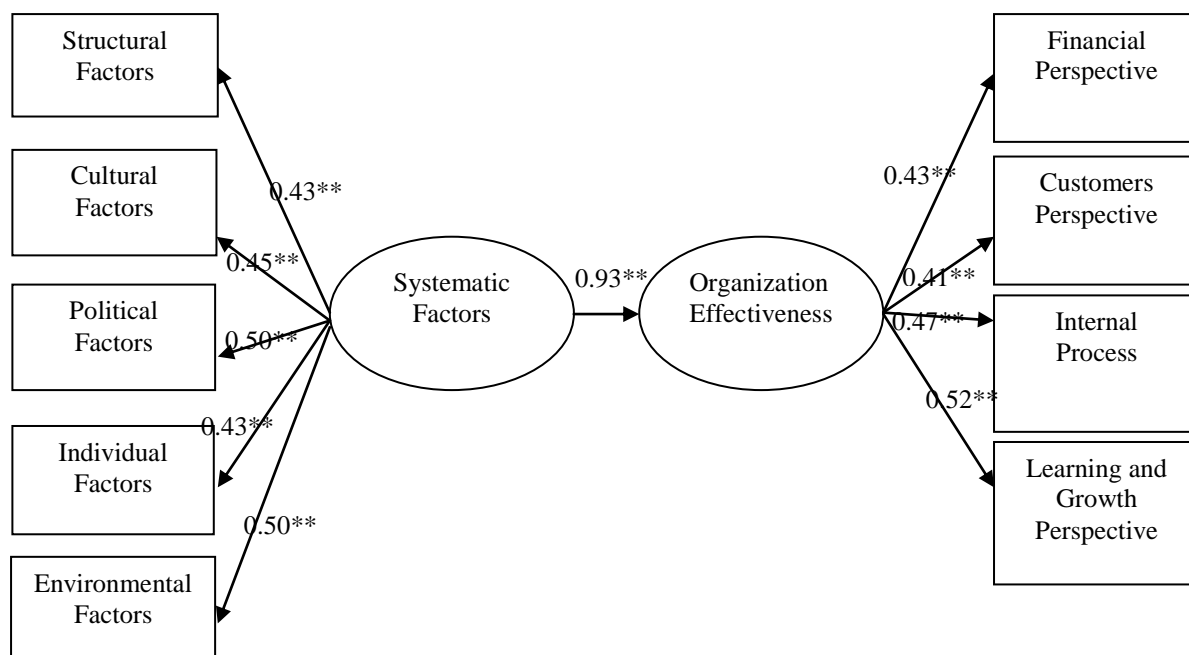 Structural
Factors
Cultural
Factors
Political
Factors
Individual
Factors
Environmental
Factors
0.43**
0.45**
0.50**
0.43**
0.50**
Systematic
Factors
0.93**
Organization
Effectiveness
0.43**
0.41**
0.47**
0.52**
Financial
Perspective
Customers
Perspective
Internal
Process
Learning and
Growth
Perspective